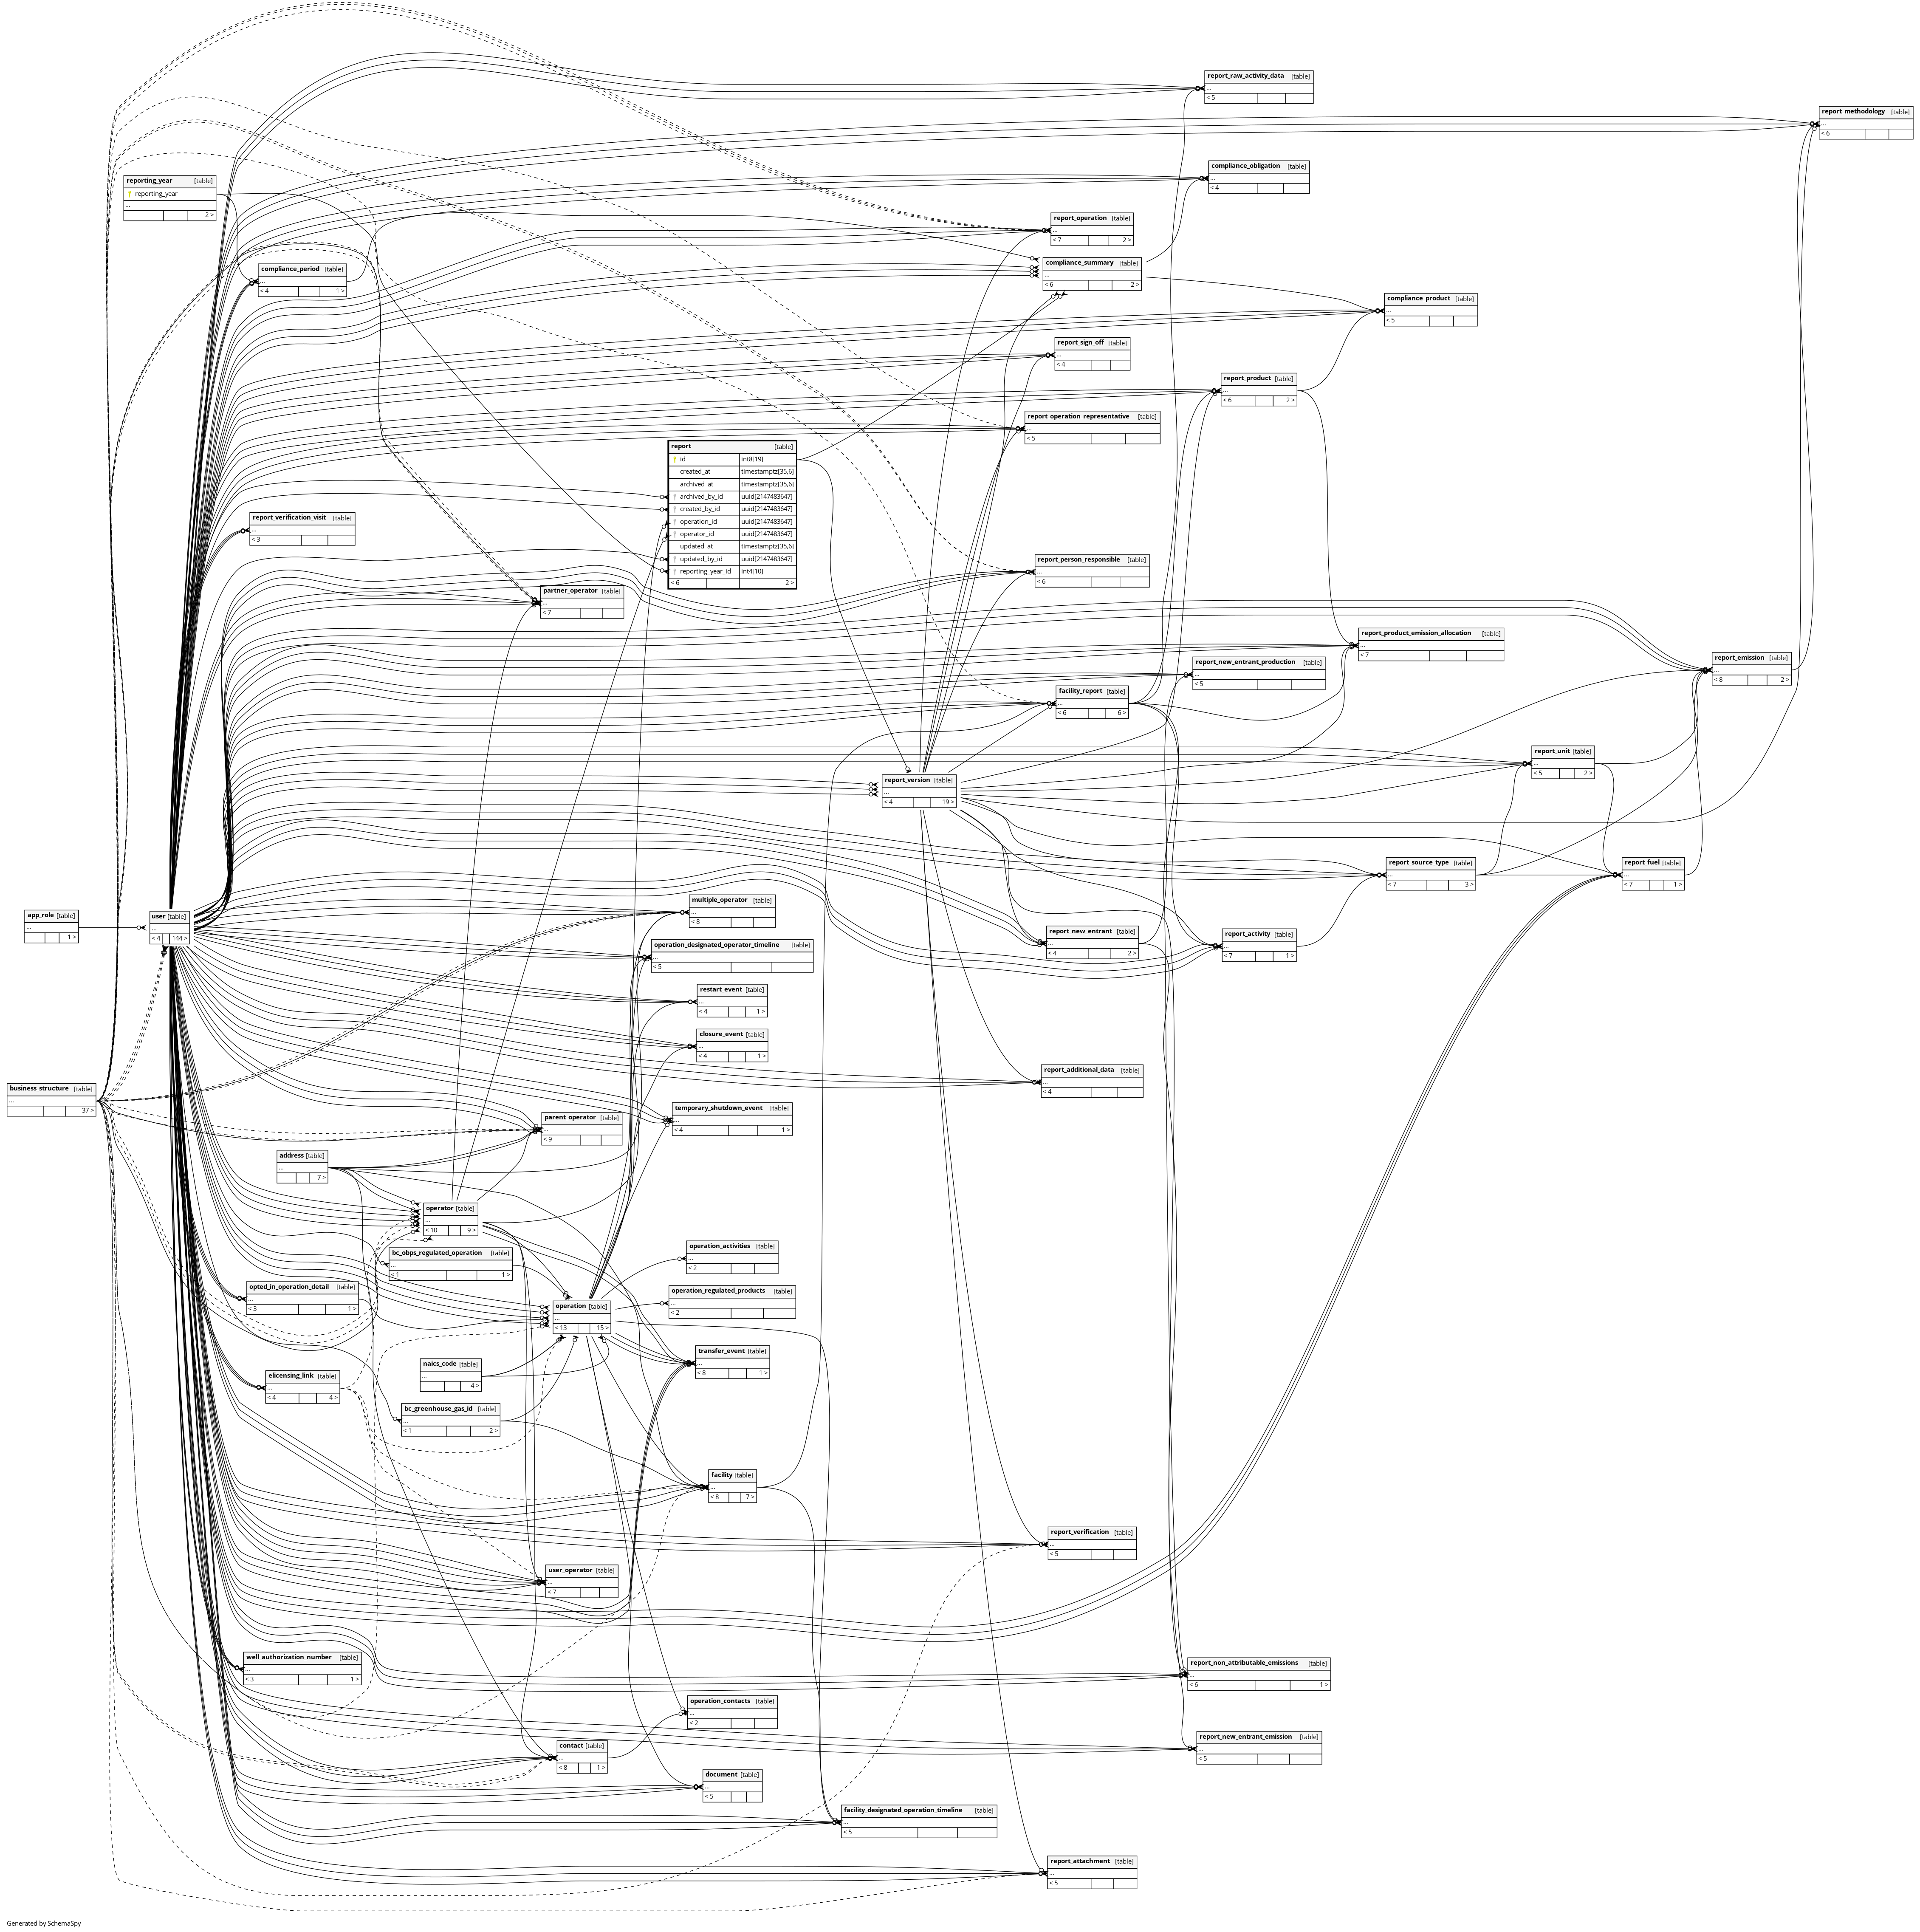 report_raw_activity_data [table]
...
< 5
report_methodology [table]
...
< 6
compliance_obligation [table]
...
< 4
reporting_year [table]
reporting_year
...
2 >
report_operation [table]
...
< 7 2 >
compliance_summary [table]
...
< 6 2 >
compliance_period [table]
...
< 4 1 >
compliance_product [table]
...
< 5
report_sign_off [table]
...
< 4
report_product [table]
...
< 6 2 >
report_operation_representative [table]
...
< 5
report [table]
id int8[19]
created_at timestamptz[35,6]
archived_at timestamptz[35,6]
archived_by_id uuid[2147483647]
created_by_id uuid[2147483647]
operation_id uuid[2147483647]
operator_id uuid[2147483647]
updated_at timestamptz[35,6]
updated_by_id uuid[2147483647]
reporting_year_id int4[10]
< 6 2 >
report_verification_visit [table]
...
< 3
report_person_responsible [table]
...
< 6
partner_operator [table]
...
< 7
report_product_emission_allocation [table]
...
< 7
report_new_entrant_production [table]
...
< 5
report_emission [table]
...
< 8 2 >
facility_report [table]
...
< 6 6 >
report_unit [table]
...
< 5 2 >
report_version [table]
...
< 4 19 >
report_source_type [table]
...
< 7 3 >
report_fuel [table]
...
< 7 1 >
multiple_operator [table]
...
< 8
app_role [table]
...
1 >
user [table]
...
< 4 144 >
report_new_entrant [table]
...
< 4 2 >
report_activity [table]
...
< 7 1 >
operation_designated_operator_timeline [table]
...
< 5
restart_event [table]
...
< 4 1 >
closure_event [table]
...
< 4 1 >
report_additional_data [table]
...
< 4
business_structure [table]
...
37 >
temporary_shutdown_event [table]
...
< 4 1 >
parent_operator [table]
...
< 9
address [table]
...
7 >
operator [table]
...
< 10 9 >
bc_obps_regulated_operation [table]
...
< 1 1 >
operation_activities [table]
...
< 2
opted_in_operation_detail [table]
...
< 3 1 >
operation_regulated_products [table]
...
< 2
operation [table]
...
< 13 15 >
transfer_event [table]
...
< 8 1 >
naics_code [table]
...
4 >
elicensing_link [table]
...
< 4 4 >
bc_greenhouse_gas_id [table]
...
< 1 2 >
facility [table]
...
< 8 7 >
report_verification [table]
...
< 5
user_operator [table]
...
< 7
well_authorization_number [table]
...
< 3 1 >
report_non_attributable_emissions [table]
...
< 6 1 >
operation_contacts [table]
...
< 2
report_new_entrant_emission [table]
...
< 5
contact [table]
...
< 8 1 >
document [table]
...
< 5
facility_designated_operation_timeline [table]
...
< 5
report_attachment [table]
...
< 5
Generated by SchemaSpy